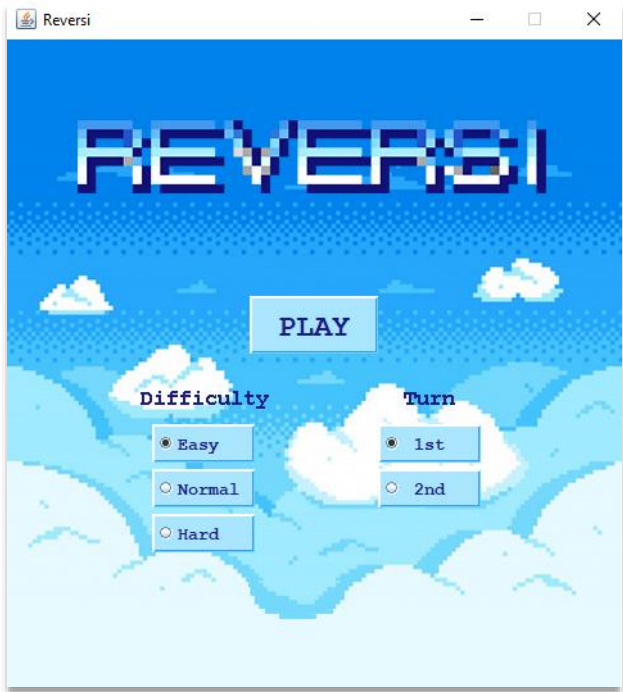 Reversi
REVERSI
PLAY
Difficulty
Turn
Easy
1st
Normal
2nd
Hard